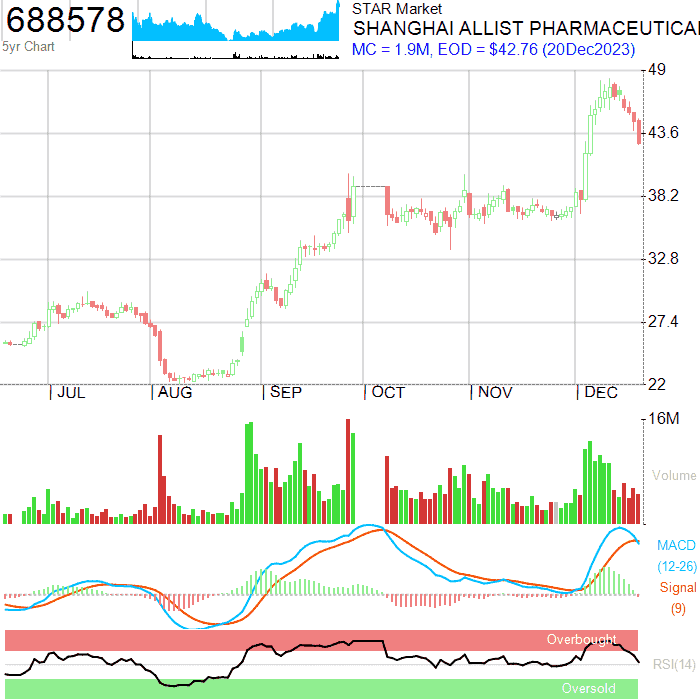 688578
5yr Chart
STAR Market
SHANGHAI ALLIST PHARMACEUTICA
MC = 1.9M, EOD = $42.76 (20Dec2023)
49
43.6
38.2
32.8
27.4
22
JUL
AUG
SEP
OCT
NOV
DEC
16M
Volume
MACD
(12-26)
Signal
(9)
Overbought
RSI(14)
Oversold